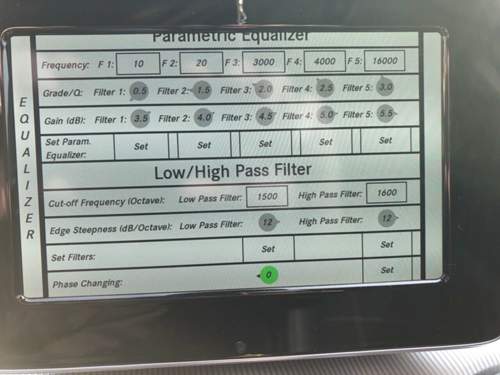 Parametric Equalizer
Frequency: F 1: 10 F 2: 20 F 3: 3000 F 4: 4000 F 5: 16000
Grade/Q: Filter 1: 0.5 Filter 2: 1.5 Filter 3: 2.0 Filter 4: 2.5 Filter 5: 3.0
Gain (dB): Filter 1: 3.5 Filter 2: 4.0 Filter 3: 4.5 Filter 4: 5.0 Filter 5: 5.5
Set Param. Equalizer: Set Set Set Set Set
Low/High Pass Filter
Cut-off Frequency (Octave): Low Pass Filter: 1500 High Pass Filter: 1600
Edge Steepness (dB/Octave): Low Pass Filter: 12 High Pass Filter: 12
Set Filters: Set Set
Phase Changing: 0 Set
EQUALIZER